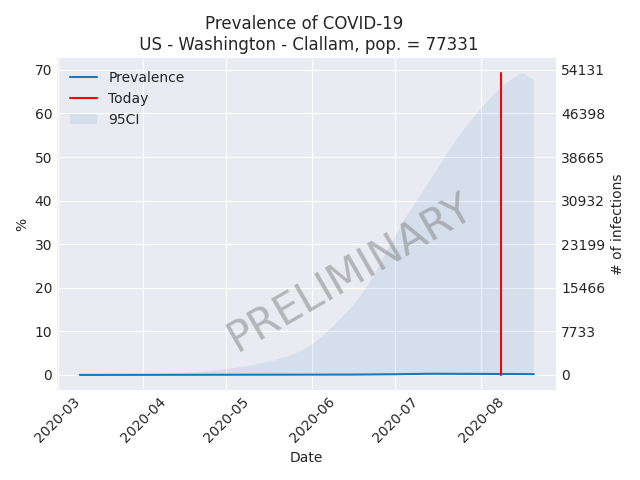 Prevalence of COVID-19
US - Washington - Clallam, pop. = 77331
Prevalence
Today
95CI
70
60
50
40
30
20
10
0
%
54131
46398
38665
30932
23199
15466
7733
0
# of infections
PRELIMINARY
2020-03
2020-04
2020-05
2020-06
2020-07
2020-08
Date